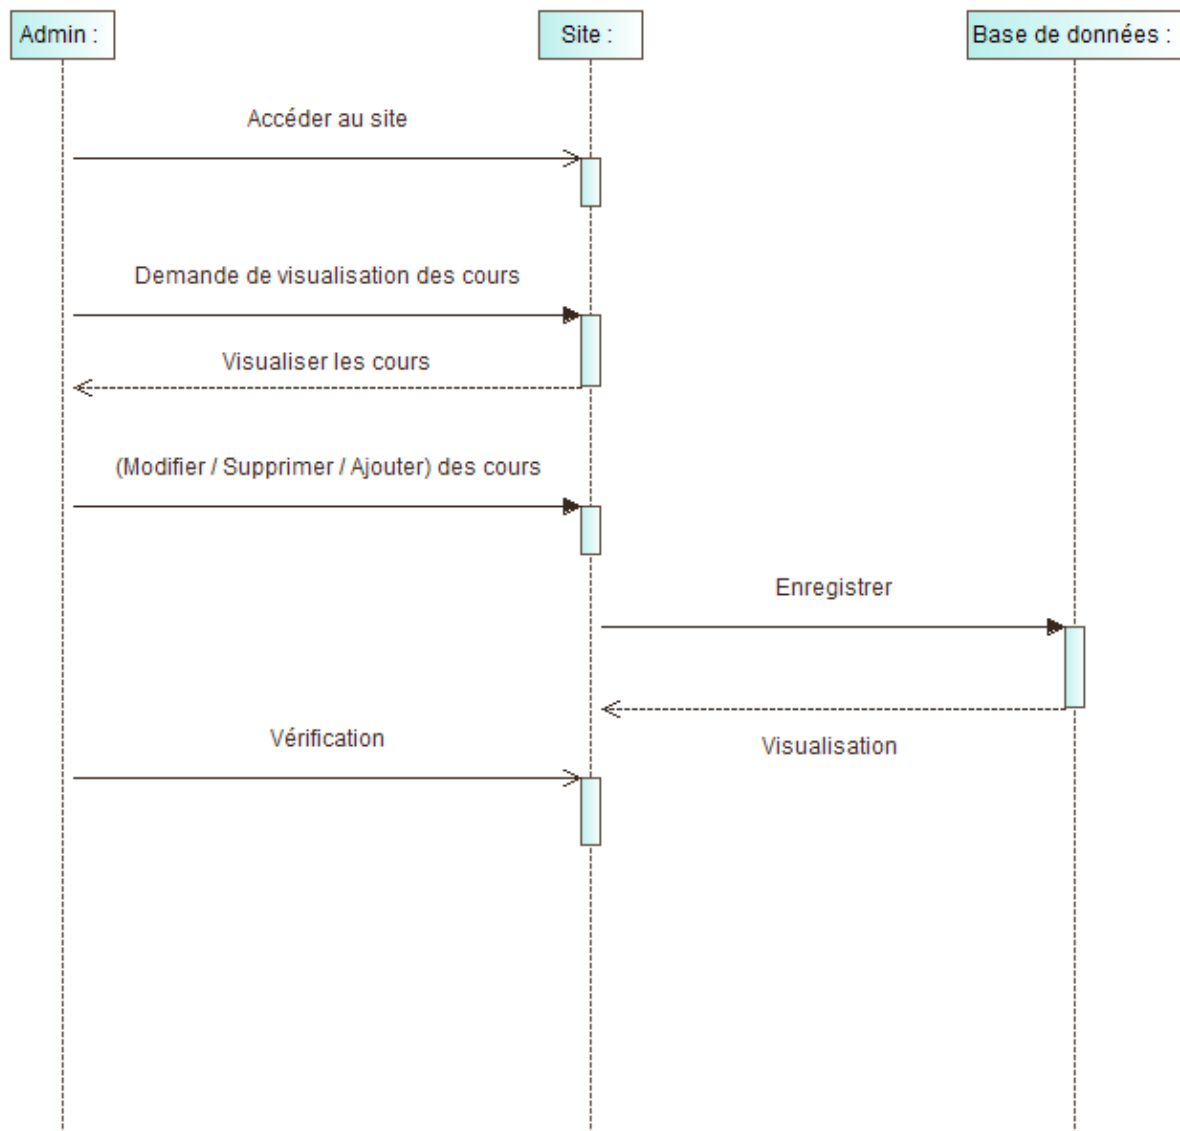 Admin :
Site :
Base de données :
Accéder au site
Demande de visualisation des cours
Visualiser les cours
(Modifier / Supprimer / Ajouter) des cours
Enregistrer
Vérification
Visualisation